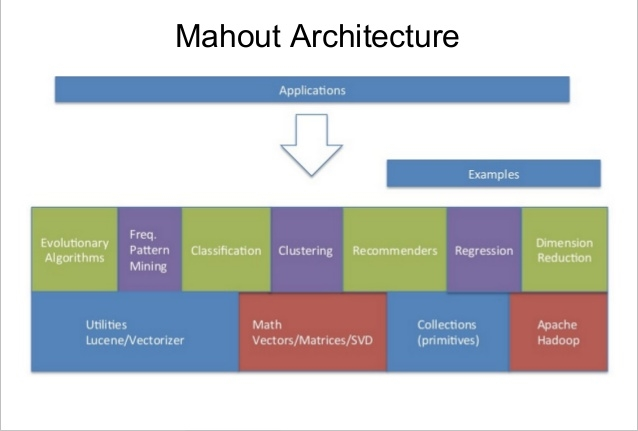 Mahout Architecture
Applications
Examples
Evolutionary
Algorithms
Freq.
Pattern
Mining
Classification
Clustering
Recommenders
Regression
Dimension
Reduction
Utilities
Lucene/Vectorizer
Math
Vectors/Matrices/SVD
Collections
(primitives)
Apache
Hadoop